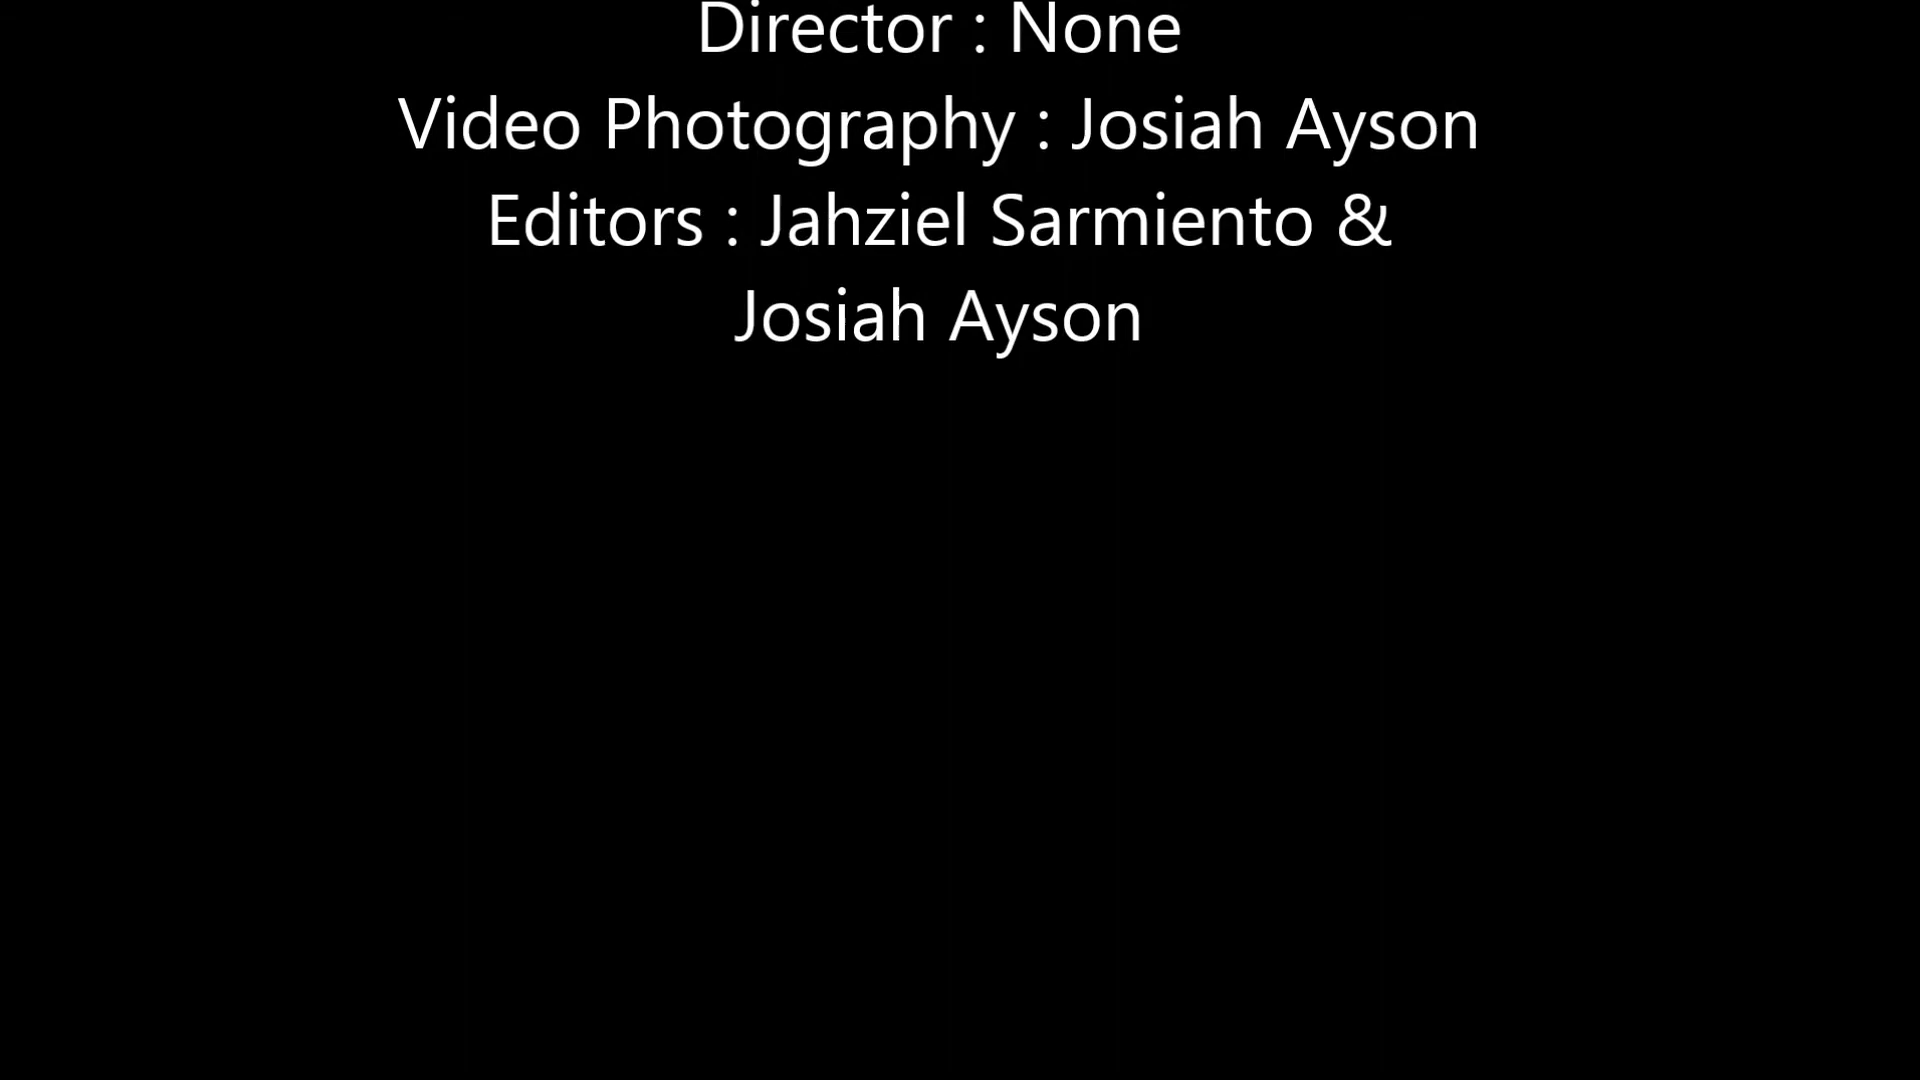 Director : None
Video Photography : Josiah Ayson
Editors : Jahziel Sarmiento &
Josiah Ayson